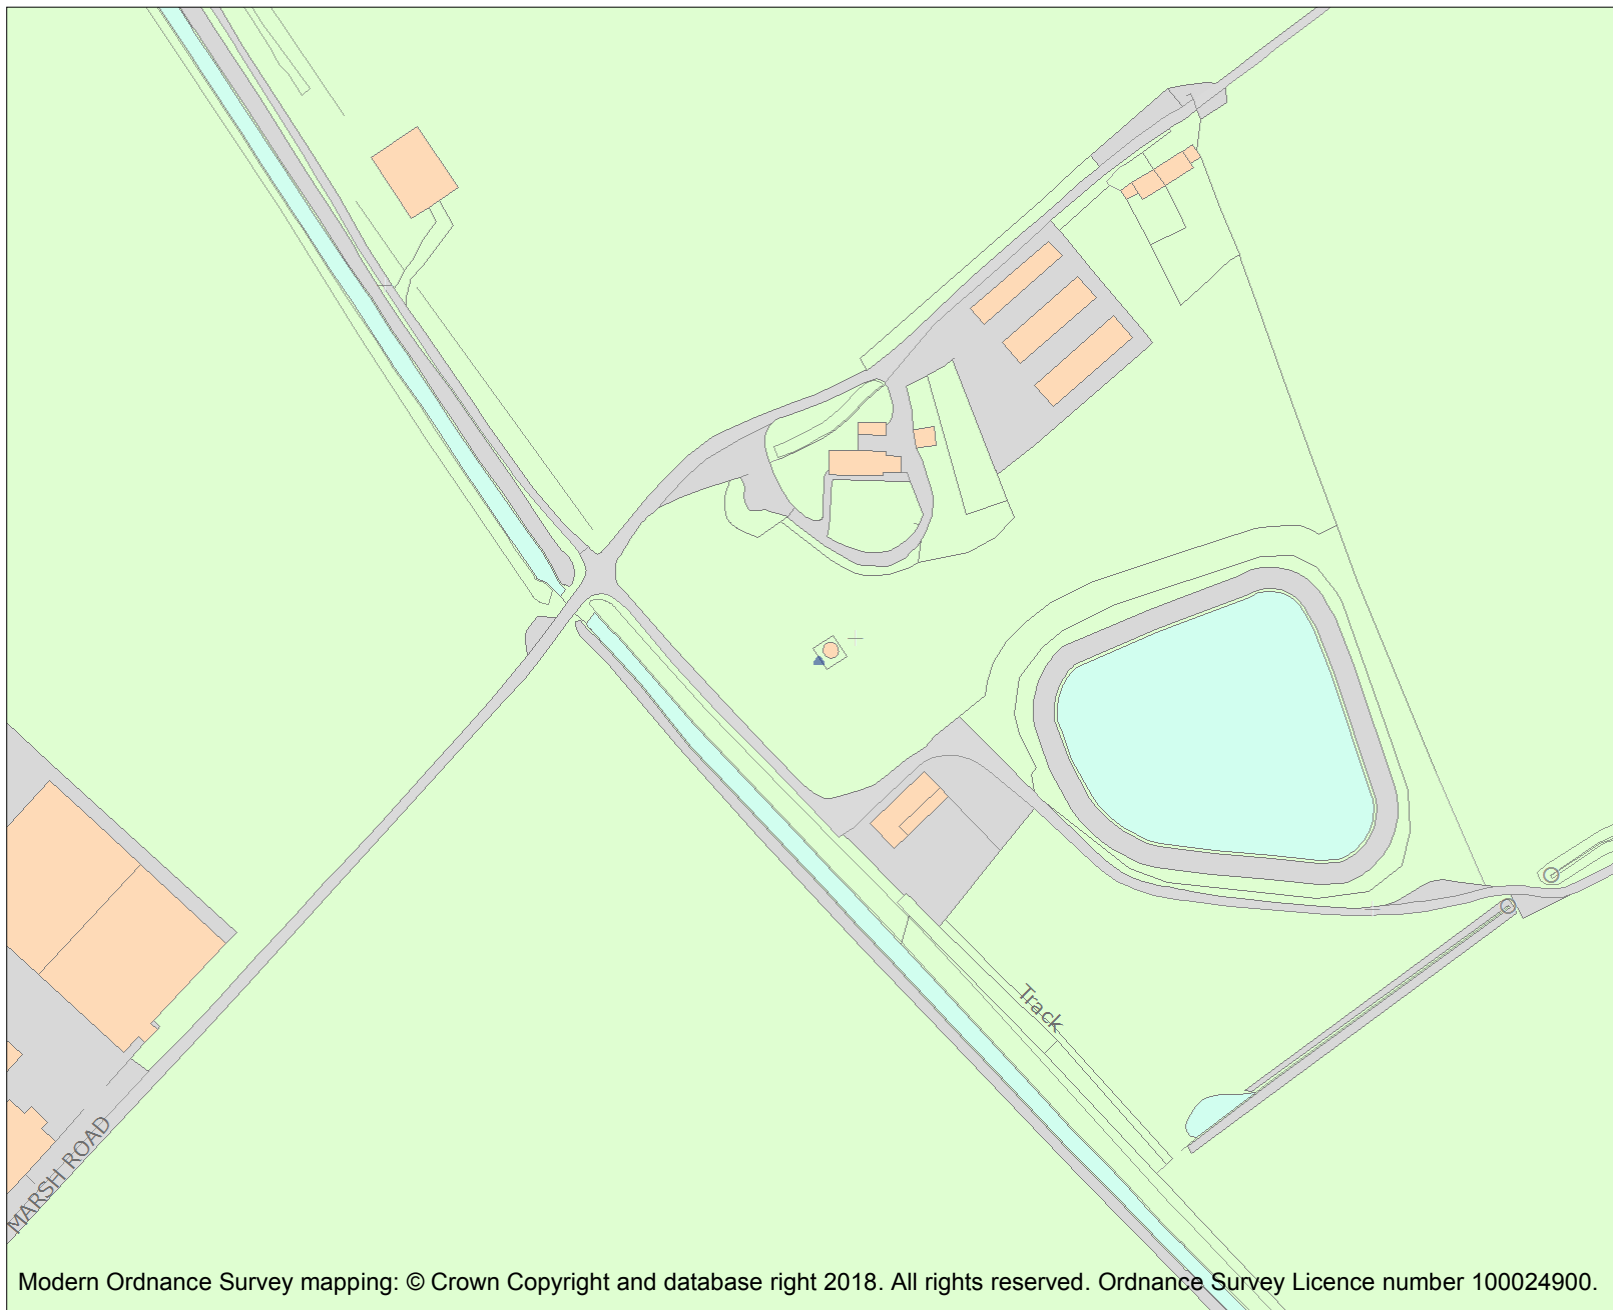 Track
MARSH ROAD
Modern Ordnance Survey mapping: © Crown Copyright and database right 2018. All rights reserved. Ordnance Survey Licence number 100024900.